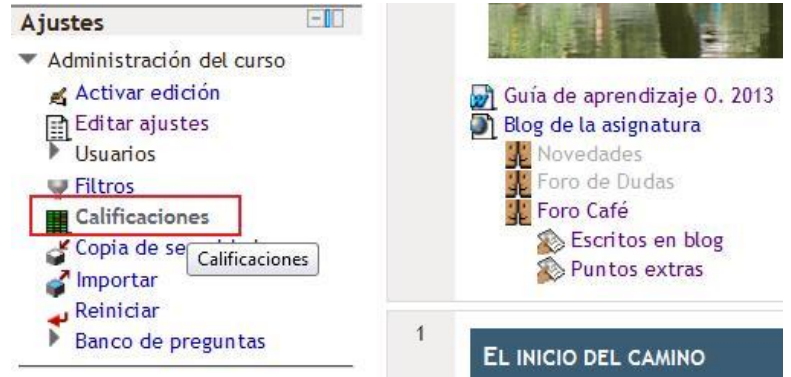 Ajustes
Administración del curso
Activar edición
Editar ajustes
Usuarios
Filtros
Calificaciones
Copia de se
Calificaciones
Importar
Reiniciar
Banco de preguntas
Guía de aprendizaje O. 2013
Blog de la asignatura
Novedades
Foro de Dudas
Foro Café
Escritos en blog
Puntos extras
1
EL INICIO DEL CAMINO